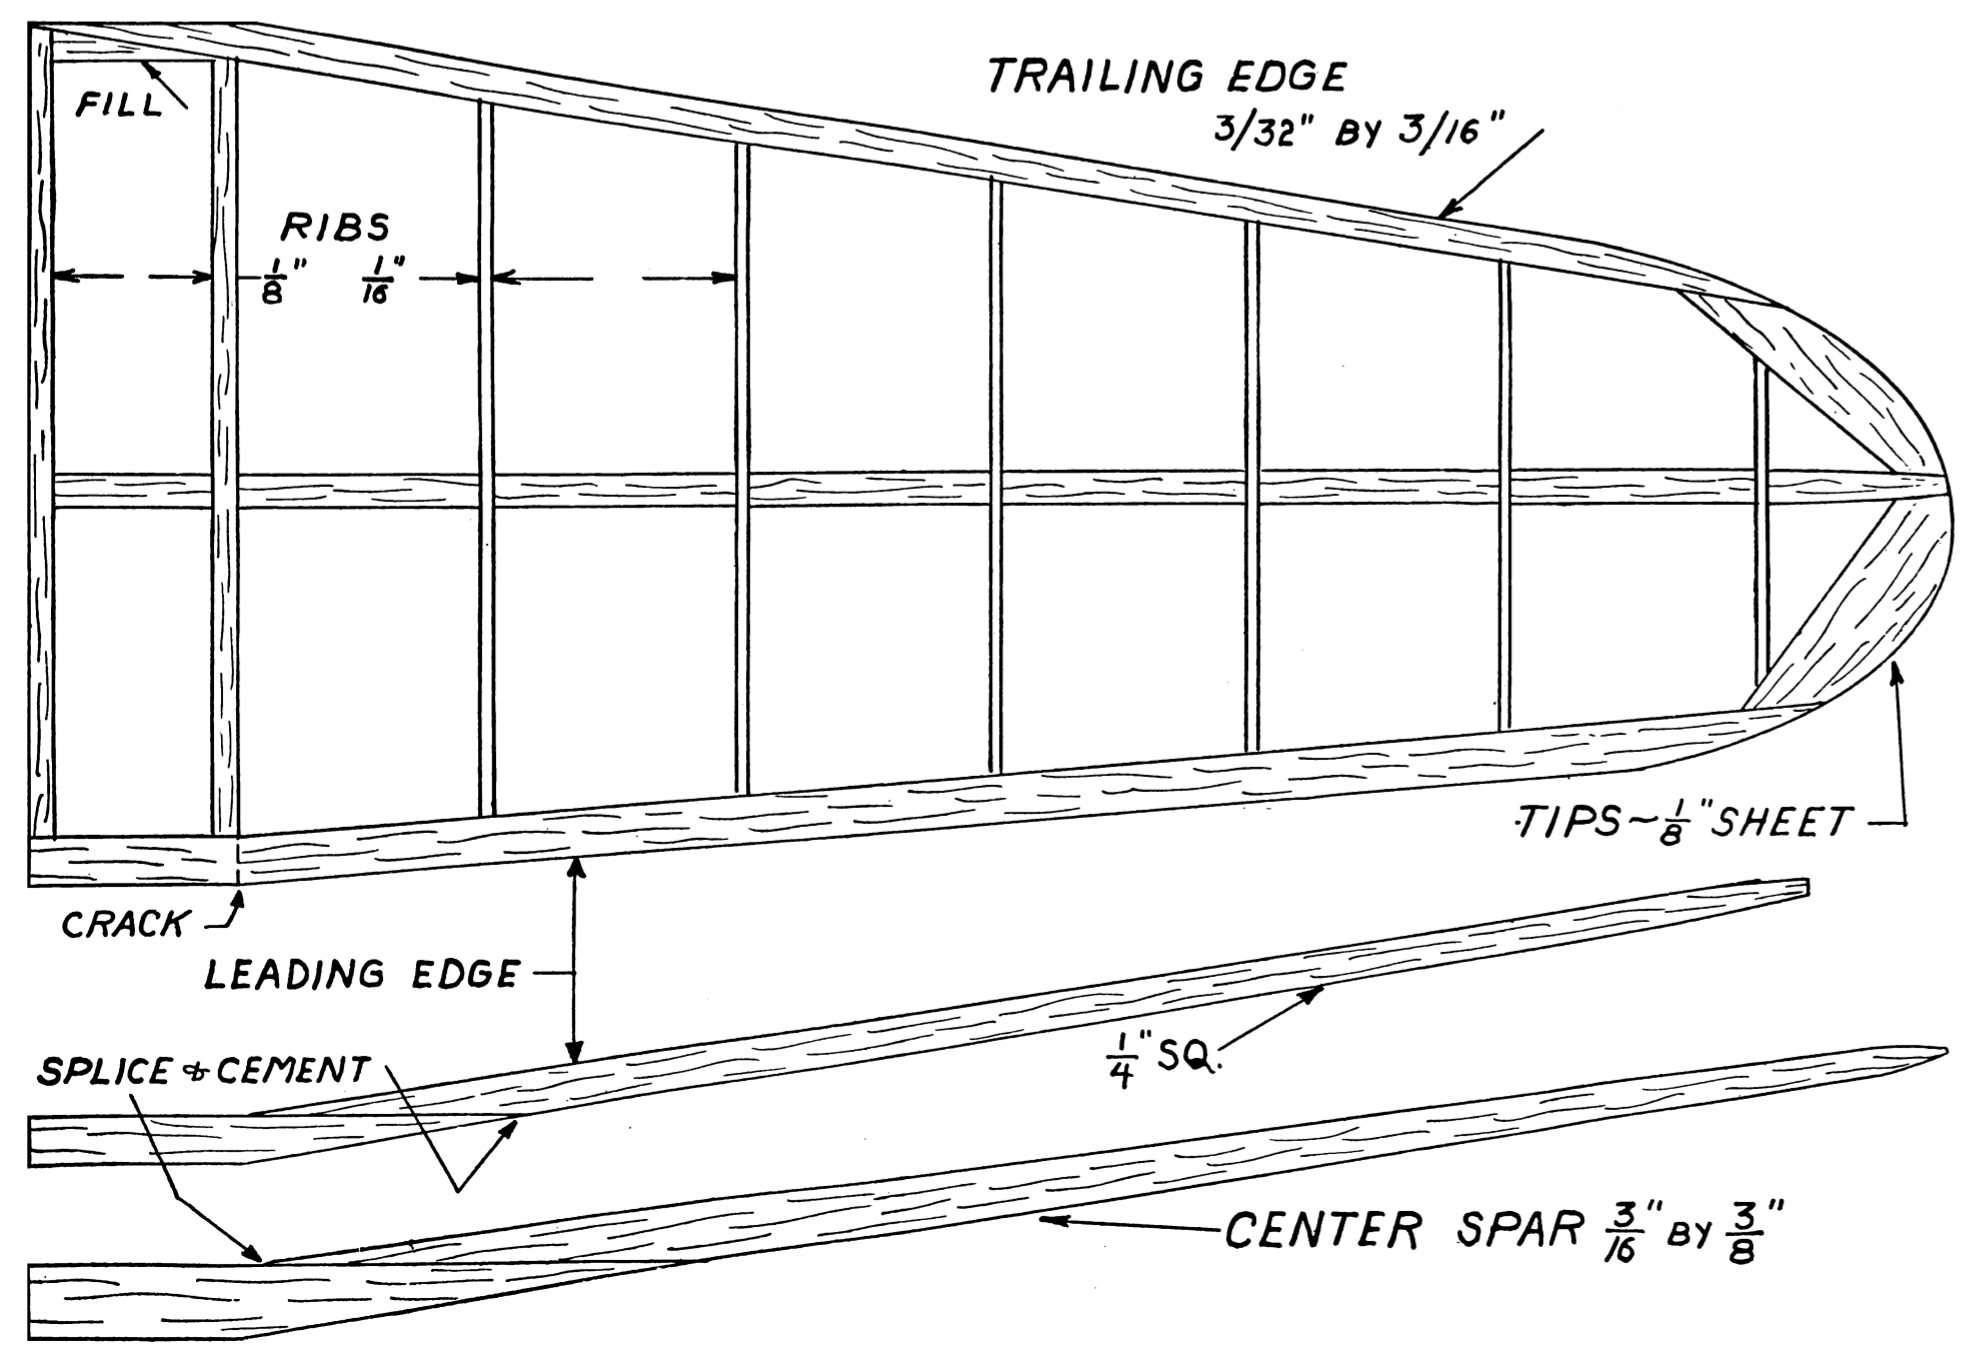 TRAILING EDGE
3/32" BY 3/16"
FILL
RIBS
1/8" 1/16"
TIPS~1/8" SHEET
CRACK
LEADING EDGE
SPLICE & CEMENT
1/4" SQ.
CENTER SPAR 3/16" BY 3/8"